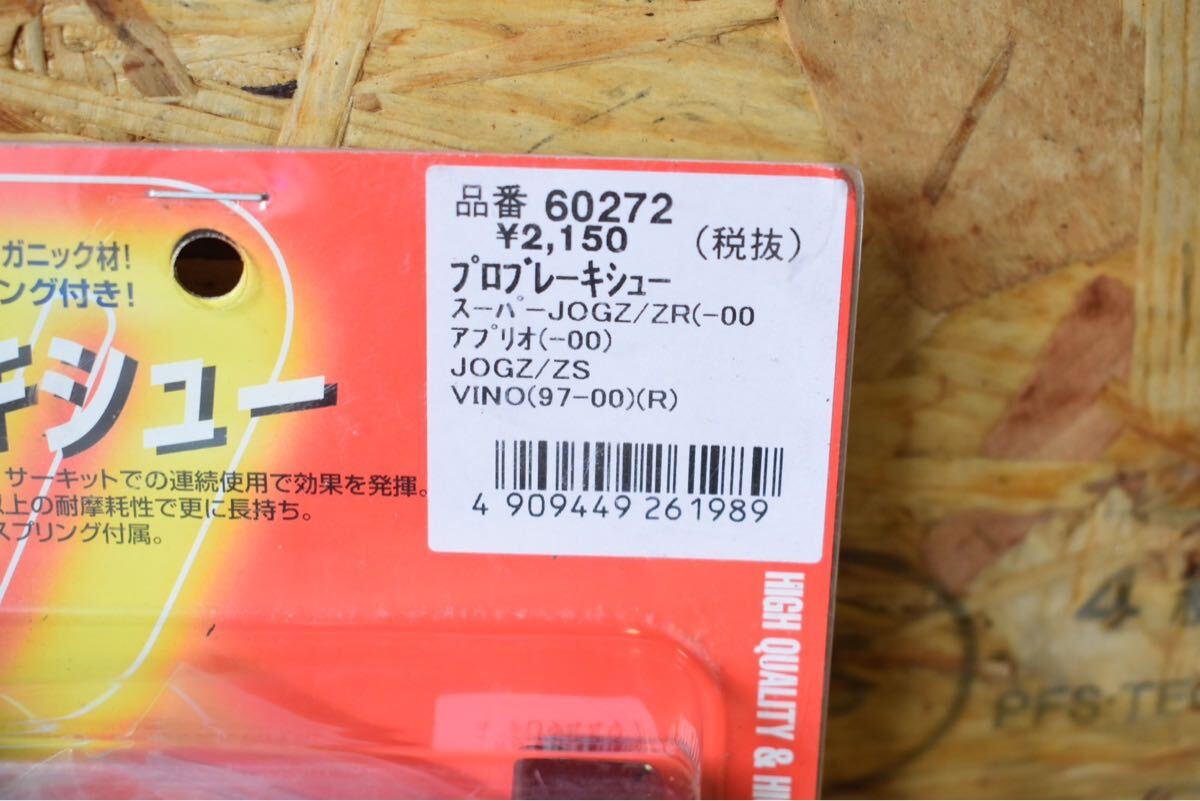 品番 60272
¥2,150 (税抜)
プロブレーキシュー
スーパーJOGZ/ZR(-00
アプリオ(-00)
JOGZ/ZS
VINO(97-00)(R)
4 909449 261989
ガニック材!
ング付き!
キシュー
サーキットでの連続使用で効果を発揮。
以上の耐摩耗性で更に長持ち。
スプリング付属。
HIGH QUALITY & HI
4
PFS-TE